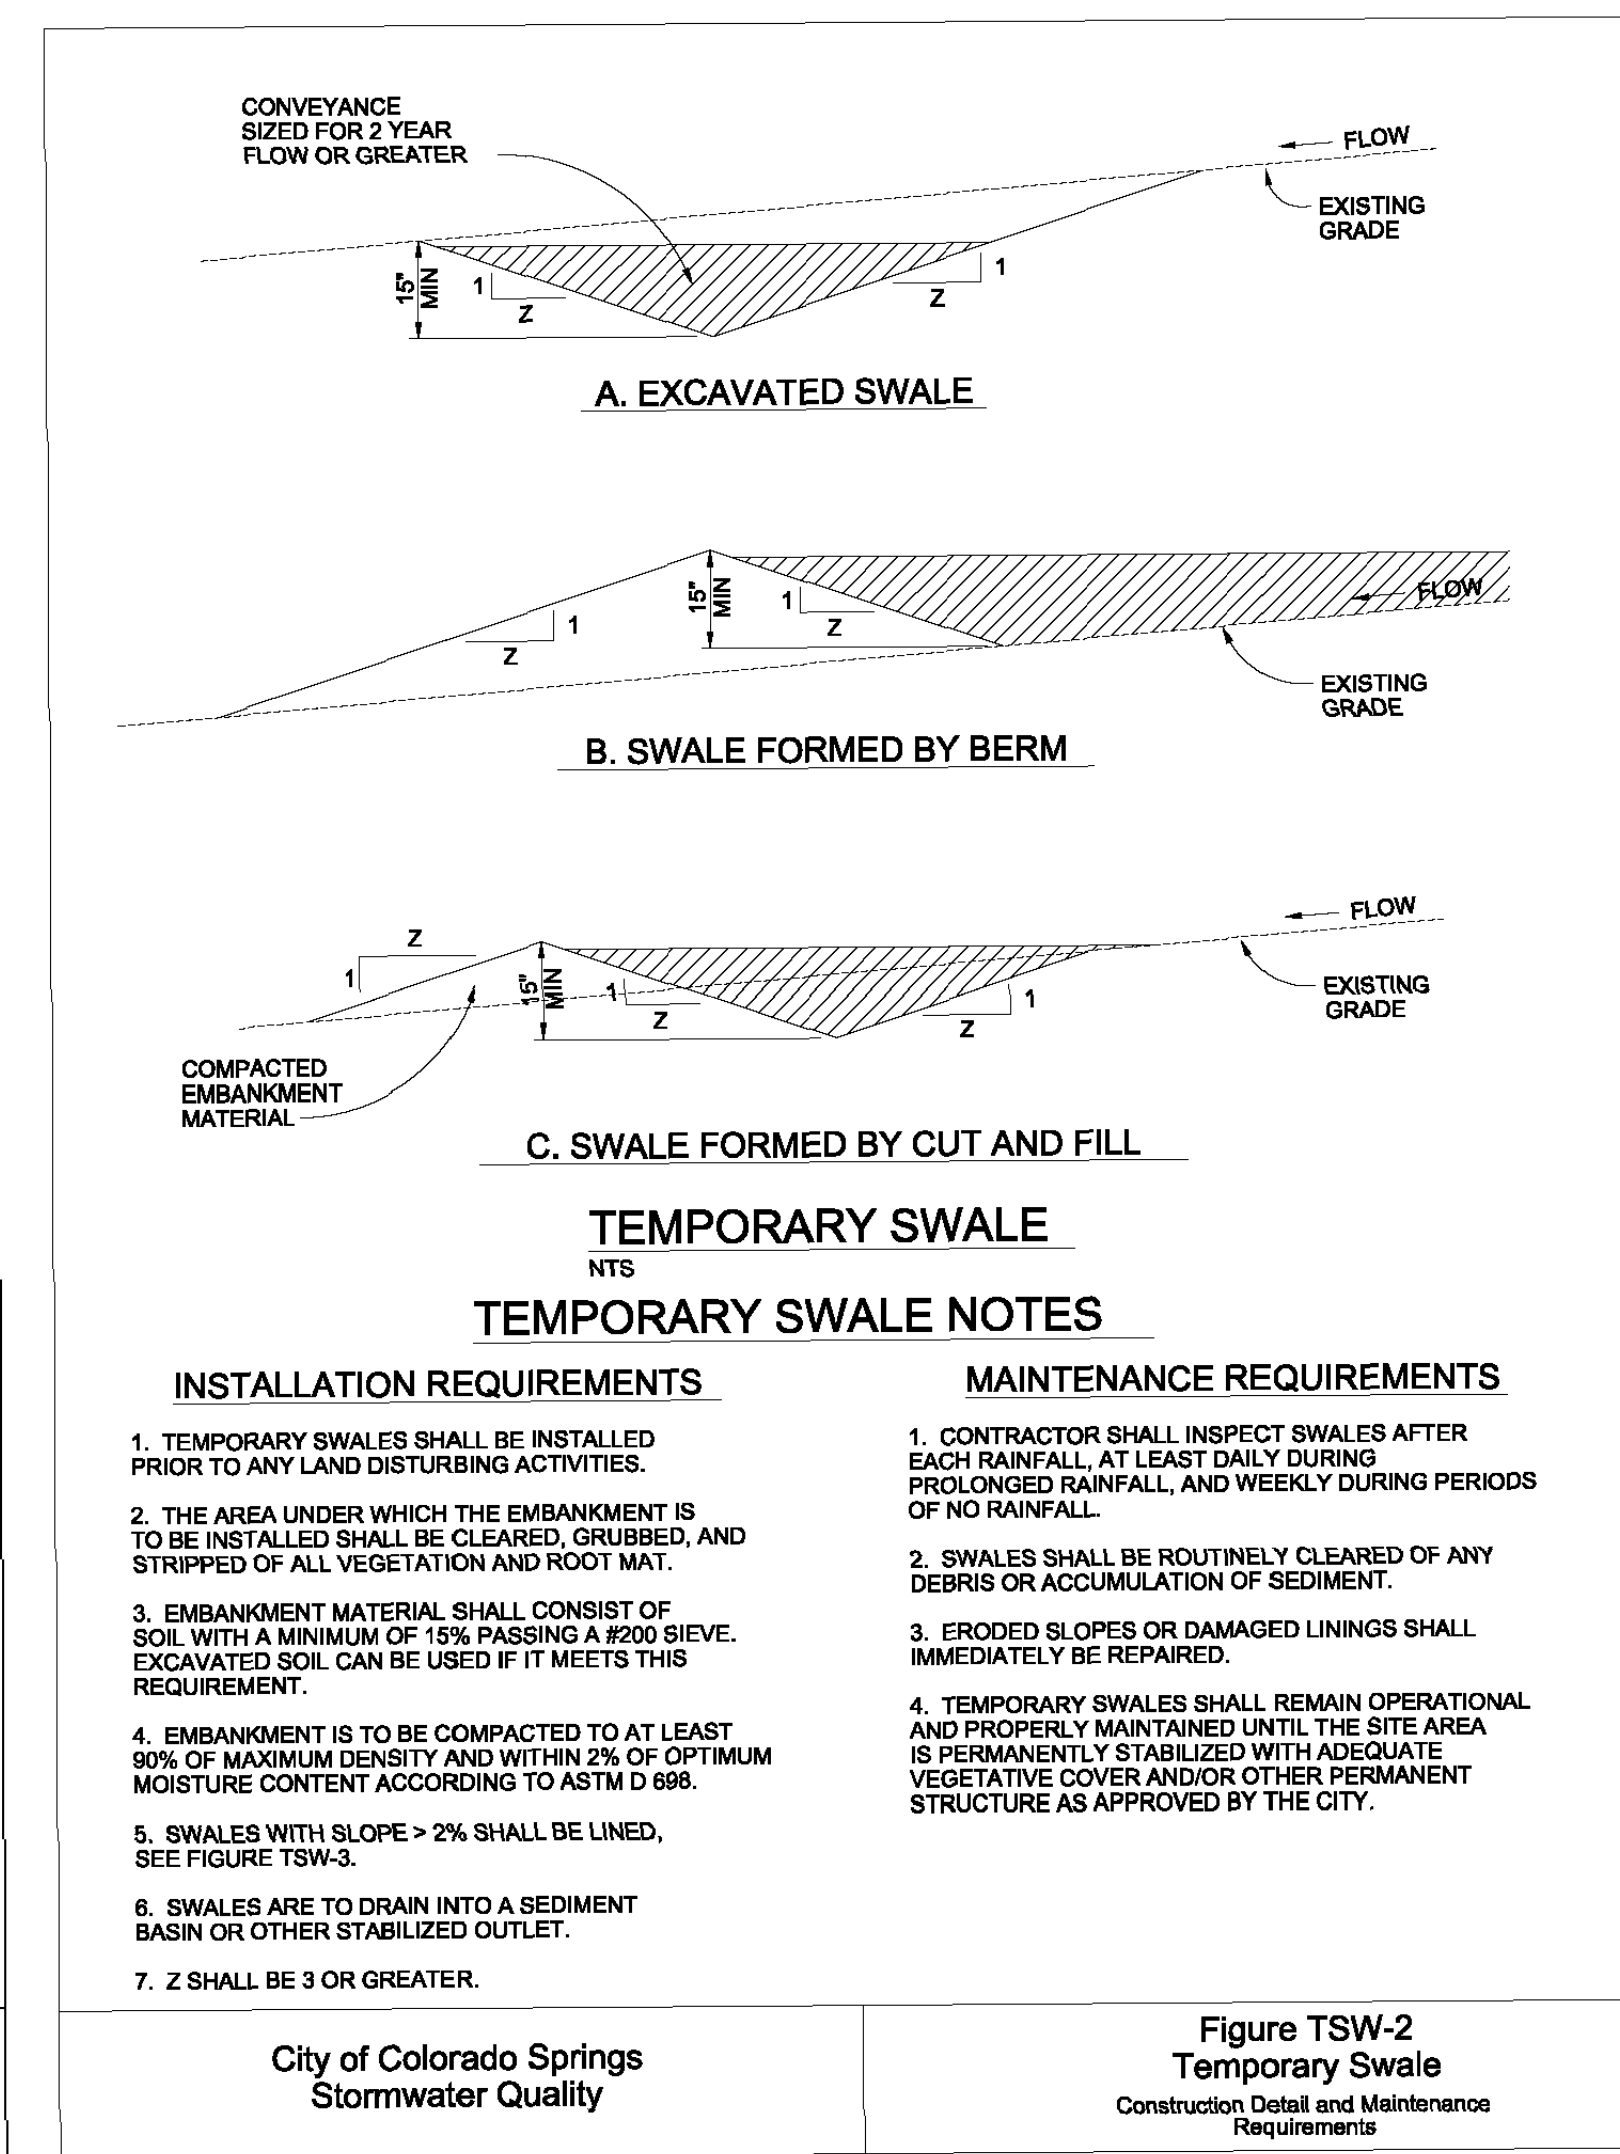 CONVEYANCE
SIZED FOR 2 YEAR
FLOW OR GREATER
FLOW
EXISTING
GRADE
15"
MIN
1
Z
1
Z
A. EXCAVATED SWALE
15"
MIN
1
Z
1
Z
FLOW
EXISTING
GRADE
B. SWALE FORMED BY BERM
Z
1
15"
MIN
1
Z
1
Z
FLOW
EXISTING
GRADE
COMPACTED
EMBANKMENT
MATERIAL
C. SWALE FORMED BY CUT AND FILL
TEMPORARY SWALE
NTS
TEMPORARY SWALE NOTES
INSTALLATION REQUIREMENTS
1. TEMPORARY SWALES SHALL BE INSTALLED
PRIOR TO ANY LAND DISTURBING ACTIVITIES.
2. THE AREA UNDER WHICH THE EMBANKMENT IS
TO BE INSTALLED SHALL BE CLEARED, GRUBBED, AND
STRIPPED OF ALL VEGETATION AND ROOT MAT.
3. EMBANKMENT MATERIAL SHALL CONSIST OF
SOIL WITH A MINIMUM OF 15% PASSING A #200 SIEVE.
EXCAVATED SOIL CAN BE USED IF IT MEETS THIS
REQUIREMENT.
4. EMBANKMENT IS TO BE COMPACTED TO AT LEAST
90% OF MAXIMUM DENSITY AND WITHIN 2% OF OPTIMUM
MOISTURE CONTENT ACCORDING TO ASTM D 698.
5. SWALES WITH SLOPE > 2% SHALL BE LINED,
SEE FIGURE TSW-3.
6. SWALES ARE TO DRAIN INTO A SEDIMENT
BASIN OR OTHER STABILIZED OUTLET.
7. Z SHALL BE 3 OR GREATER.
MAINTENANCE REQUIREMENTS
1. CONTRACTOR SHALL INSPECT SWALES AFTER
EACH RAINFALL, AT LEAST DAILY DURING
PROLONGED RAINFALL, AND WEEKLY DURING PERIODS
OF NO RAINFALL.
2. SWALES SHALL BE ROUTINELY CLEARED OF ANY
DEBRIS OR ACCUMULATION OF SEDIMENT.
3. ERODED SLOPES OR DAMAGED LININGS SHALL
IMMEDIATELY BE REPAIRED.
4. TEMPORARY SWALES SHALL REMAIN OPERATIONAL
AND PROPERLY MAINTAINED UNTIL THE SITE AREA
IS PERMANENTLY STABILIZED WITH ADEQUATE
VEGETATIVE COVER AND/OR OTHER PERMANENT
STRUCTURE AS APPROVED BY THE CITY.
City of Colorado Springs
Stormwater Quality
Figure TSW-2
Temporary Swale
Construction Detail and Maintenance
Requirements